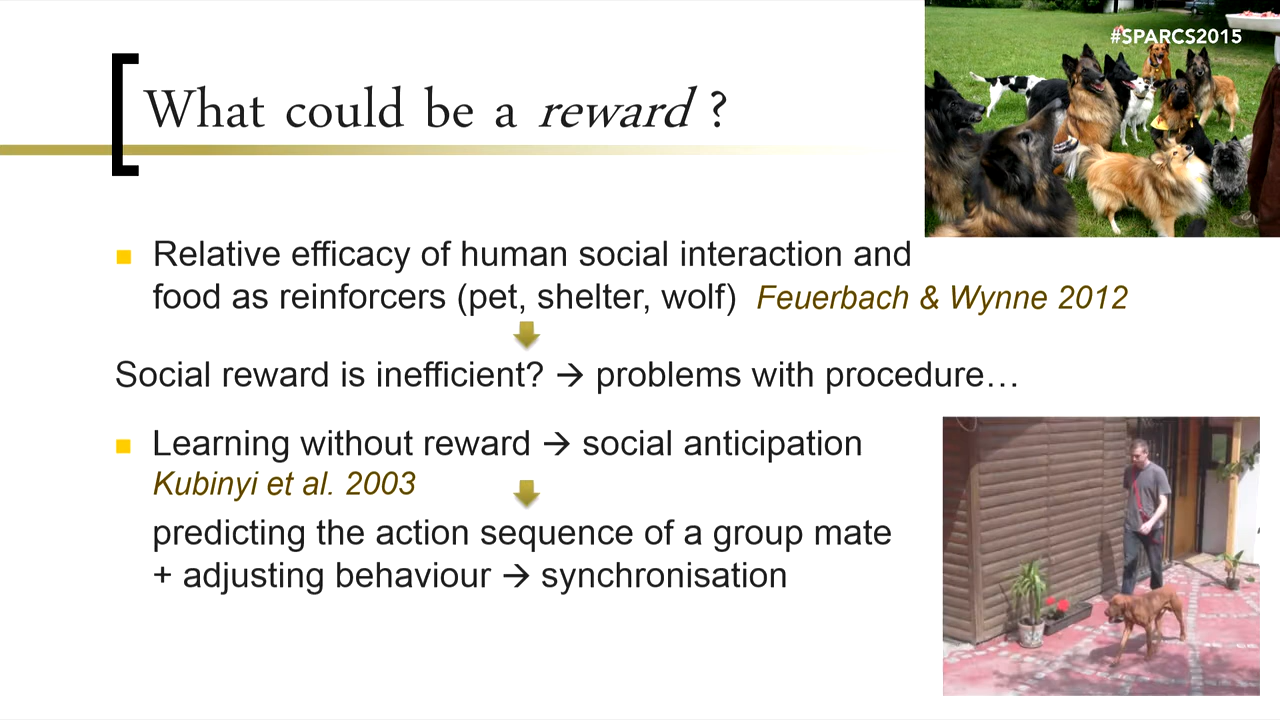 #SPARCS2015
What could be a reward ?
Relative efficacy of human social interaction and
food as reinforcers (pet, shelter, wolf) Feuerbach & Wynne 2012
Social reward is inefficient? → problems with procedure…
Learning without reward → social anticipation
Kubinyi et al. 2003
predicting the action sequence of a group mate
+ adjusting behaviour → synchronisation